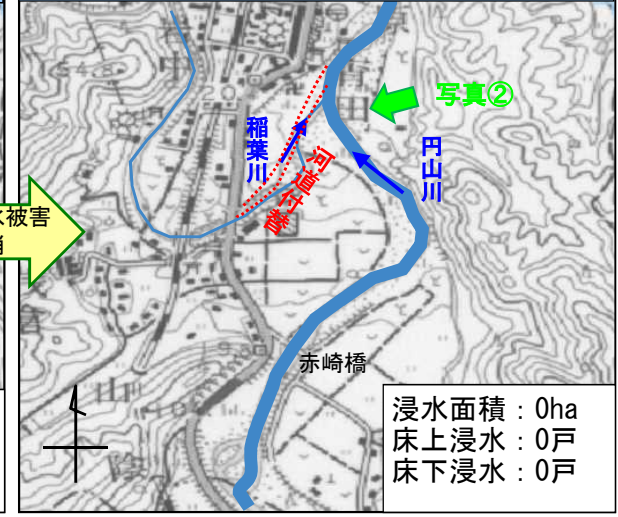 写真②
稲葉川
円山川
河道付替
水被害
消
赤崎橋
浸水面積：0ha
床上浸水：0戸
床下浸水：0戸